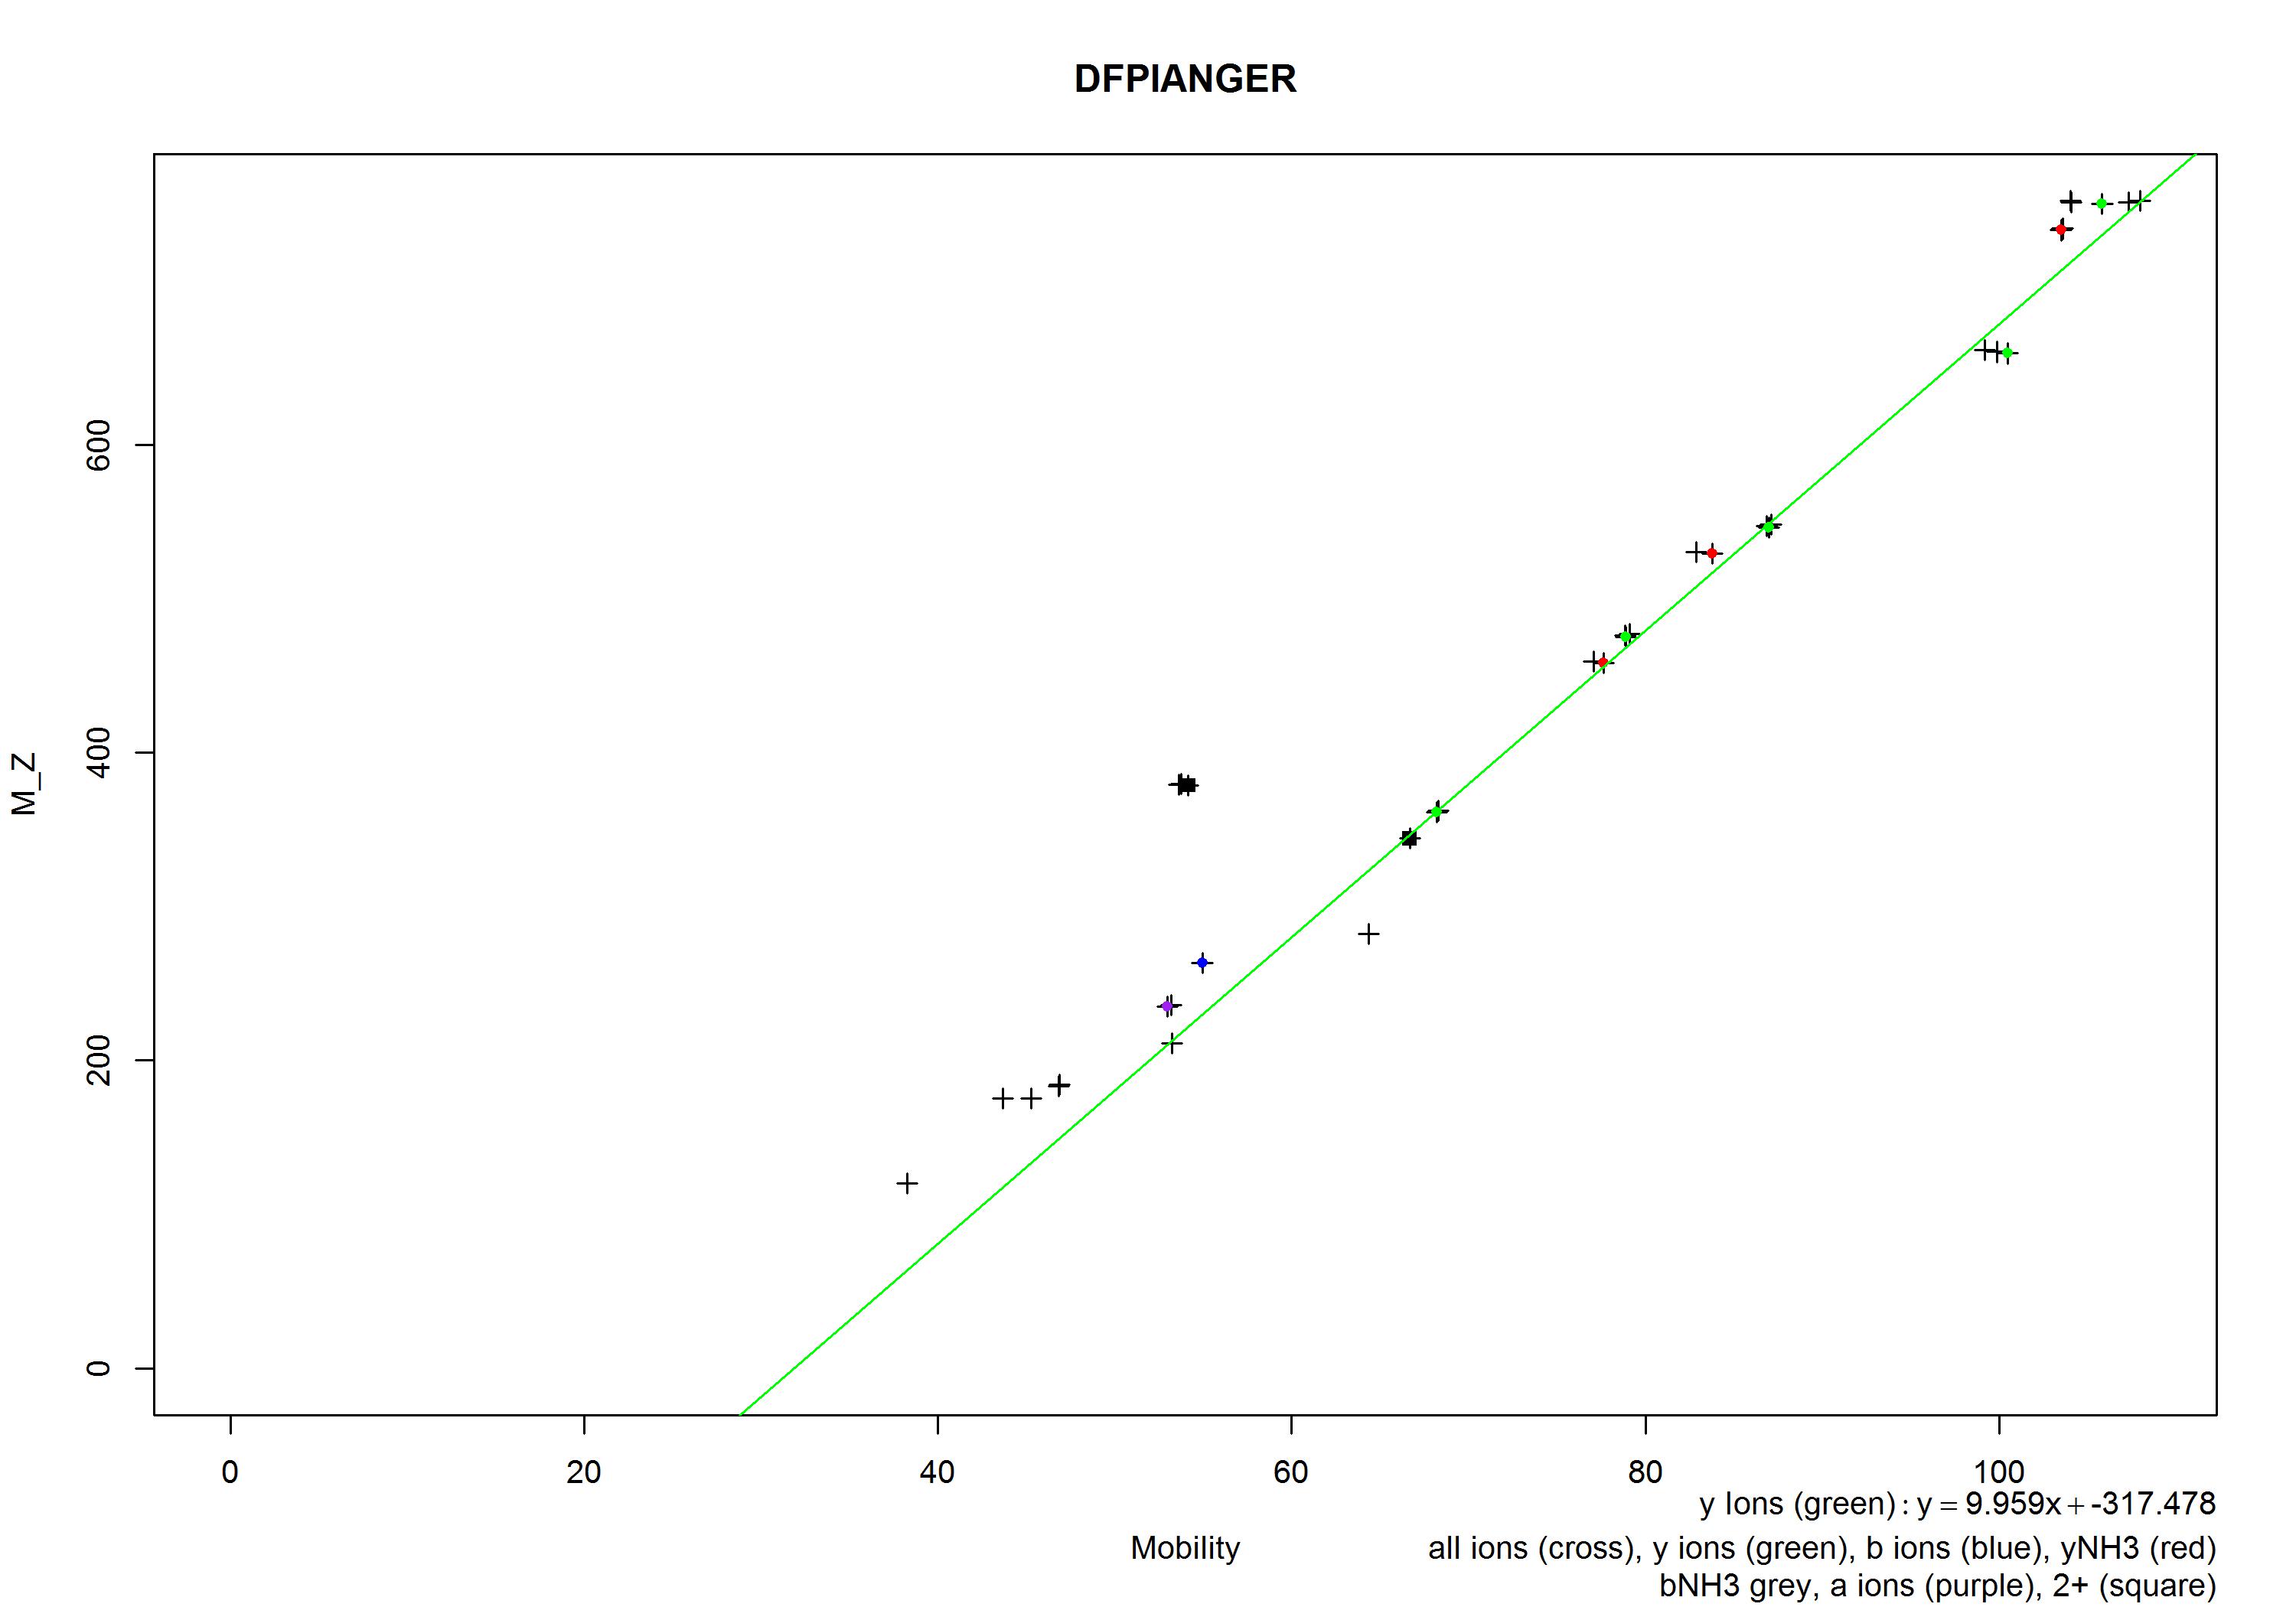 DFPIANGER
M_Z
600
400
200
0
0 20 40 60 80 100
y Ions (green) : y = 9.959x + -317.478
Mobility
all ions (cross), y ions (green), b ions (blue), yNH3 (red)
bNH3 grey, a ions (purple), 2+ (square)